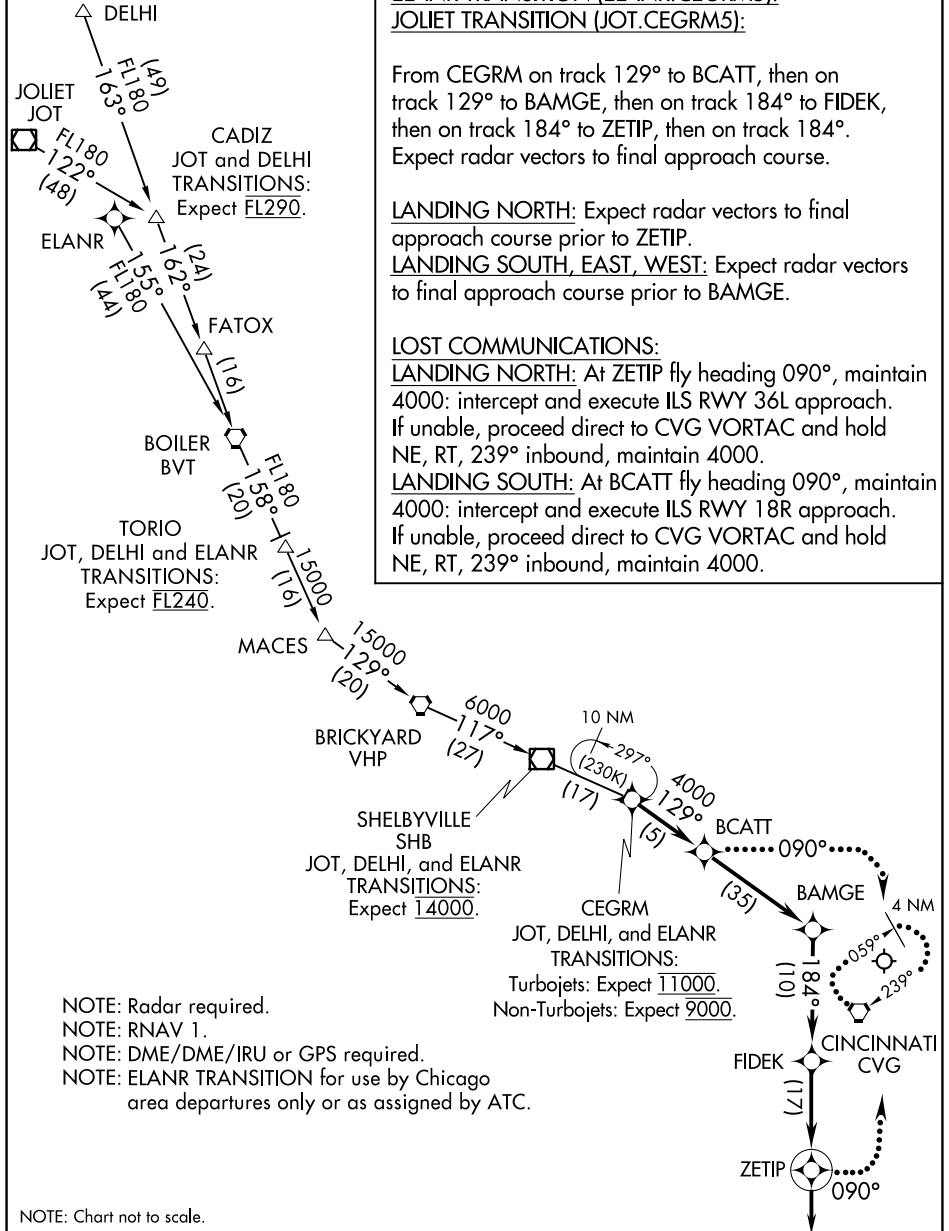 DELHI
JOLIET TRANSITION (JOT.CEGRM5):
From CEGRM on track 129° to BCATT, then on
track 129° to BAMGE, then on track 184° to FIDEK,
then on track 184° to ZETIP, then on track 184°.
Expect radar vectors to final approach course.
LANDING NORTH: Expect radar vectors to final
approach course prior to ZETIP.
LANDING SOUTH, EAST, WEST: Expect radar vectors
to final approach course prior to BAMGE.
LOST COMMUNICATIONS:
LANDING NORTH: At ZETIP fly heading 090°, maintain
4000: intercept and execute ILS RWY 36L approach.
If unable, proceed direct to CVG VORTAC and hold
NE, RT, 239° inbound, maintain 4000.
LANDING SOUTH: At BCATT fly heading 090°, maintain
4000: intercept and execute ILS RWY 18R approach.
If unable, proceed direct to CVG VORTAC and hold
NE, RT, 239° inbound, maintain 4000.
(49)
FL180
163°
JOLIET
JOT
FL180
122°
(48)
CADIZ
JOT and DELHI
TRANSITIONS:
Expect FL290.
ELANR
155°
FL180
(44)
(24)
162°
FATOX
(16)
BOILER
BVT
FL180
158°
(20)
TORIO
JOT, DELHI and ELANR
TRANSITIONS:
Expect FL240.
15000
(16)
MACES
15000
129°
(20)
BRICKYARD
VHP
6000
117°
(27)
10 NM
297°
(230K)
(17)
4000
129°
(5)
SHELBYVILLE
SHB
JOT, DELHI, and ELANR
TRANSITIONS:
Expect 14000.
BCATT
090°
(35)
BAMGE
4 NM
CEGRM
JOT, DELHI, and ELANR
TRANSITIONS:
Turbojets: Expect 11000.
Non-Turbojets: Expect 9000.
059°
239°
184°
(10)
CINCINNATI
CVG
FIDEK
(17)
ZETIP
090°
NOTE: Radar required.
NOTE: RNAV 1.
NOTE: DME/DME/IRU or GPS required.
NOTE: ELANR TRANSITION for use by Chicago
area departures only or as assigned by ATC.
NOTE: Chart not to scale.